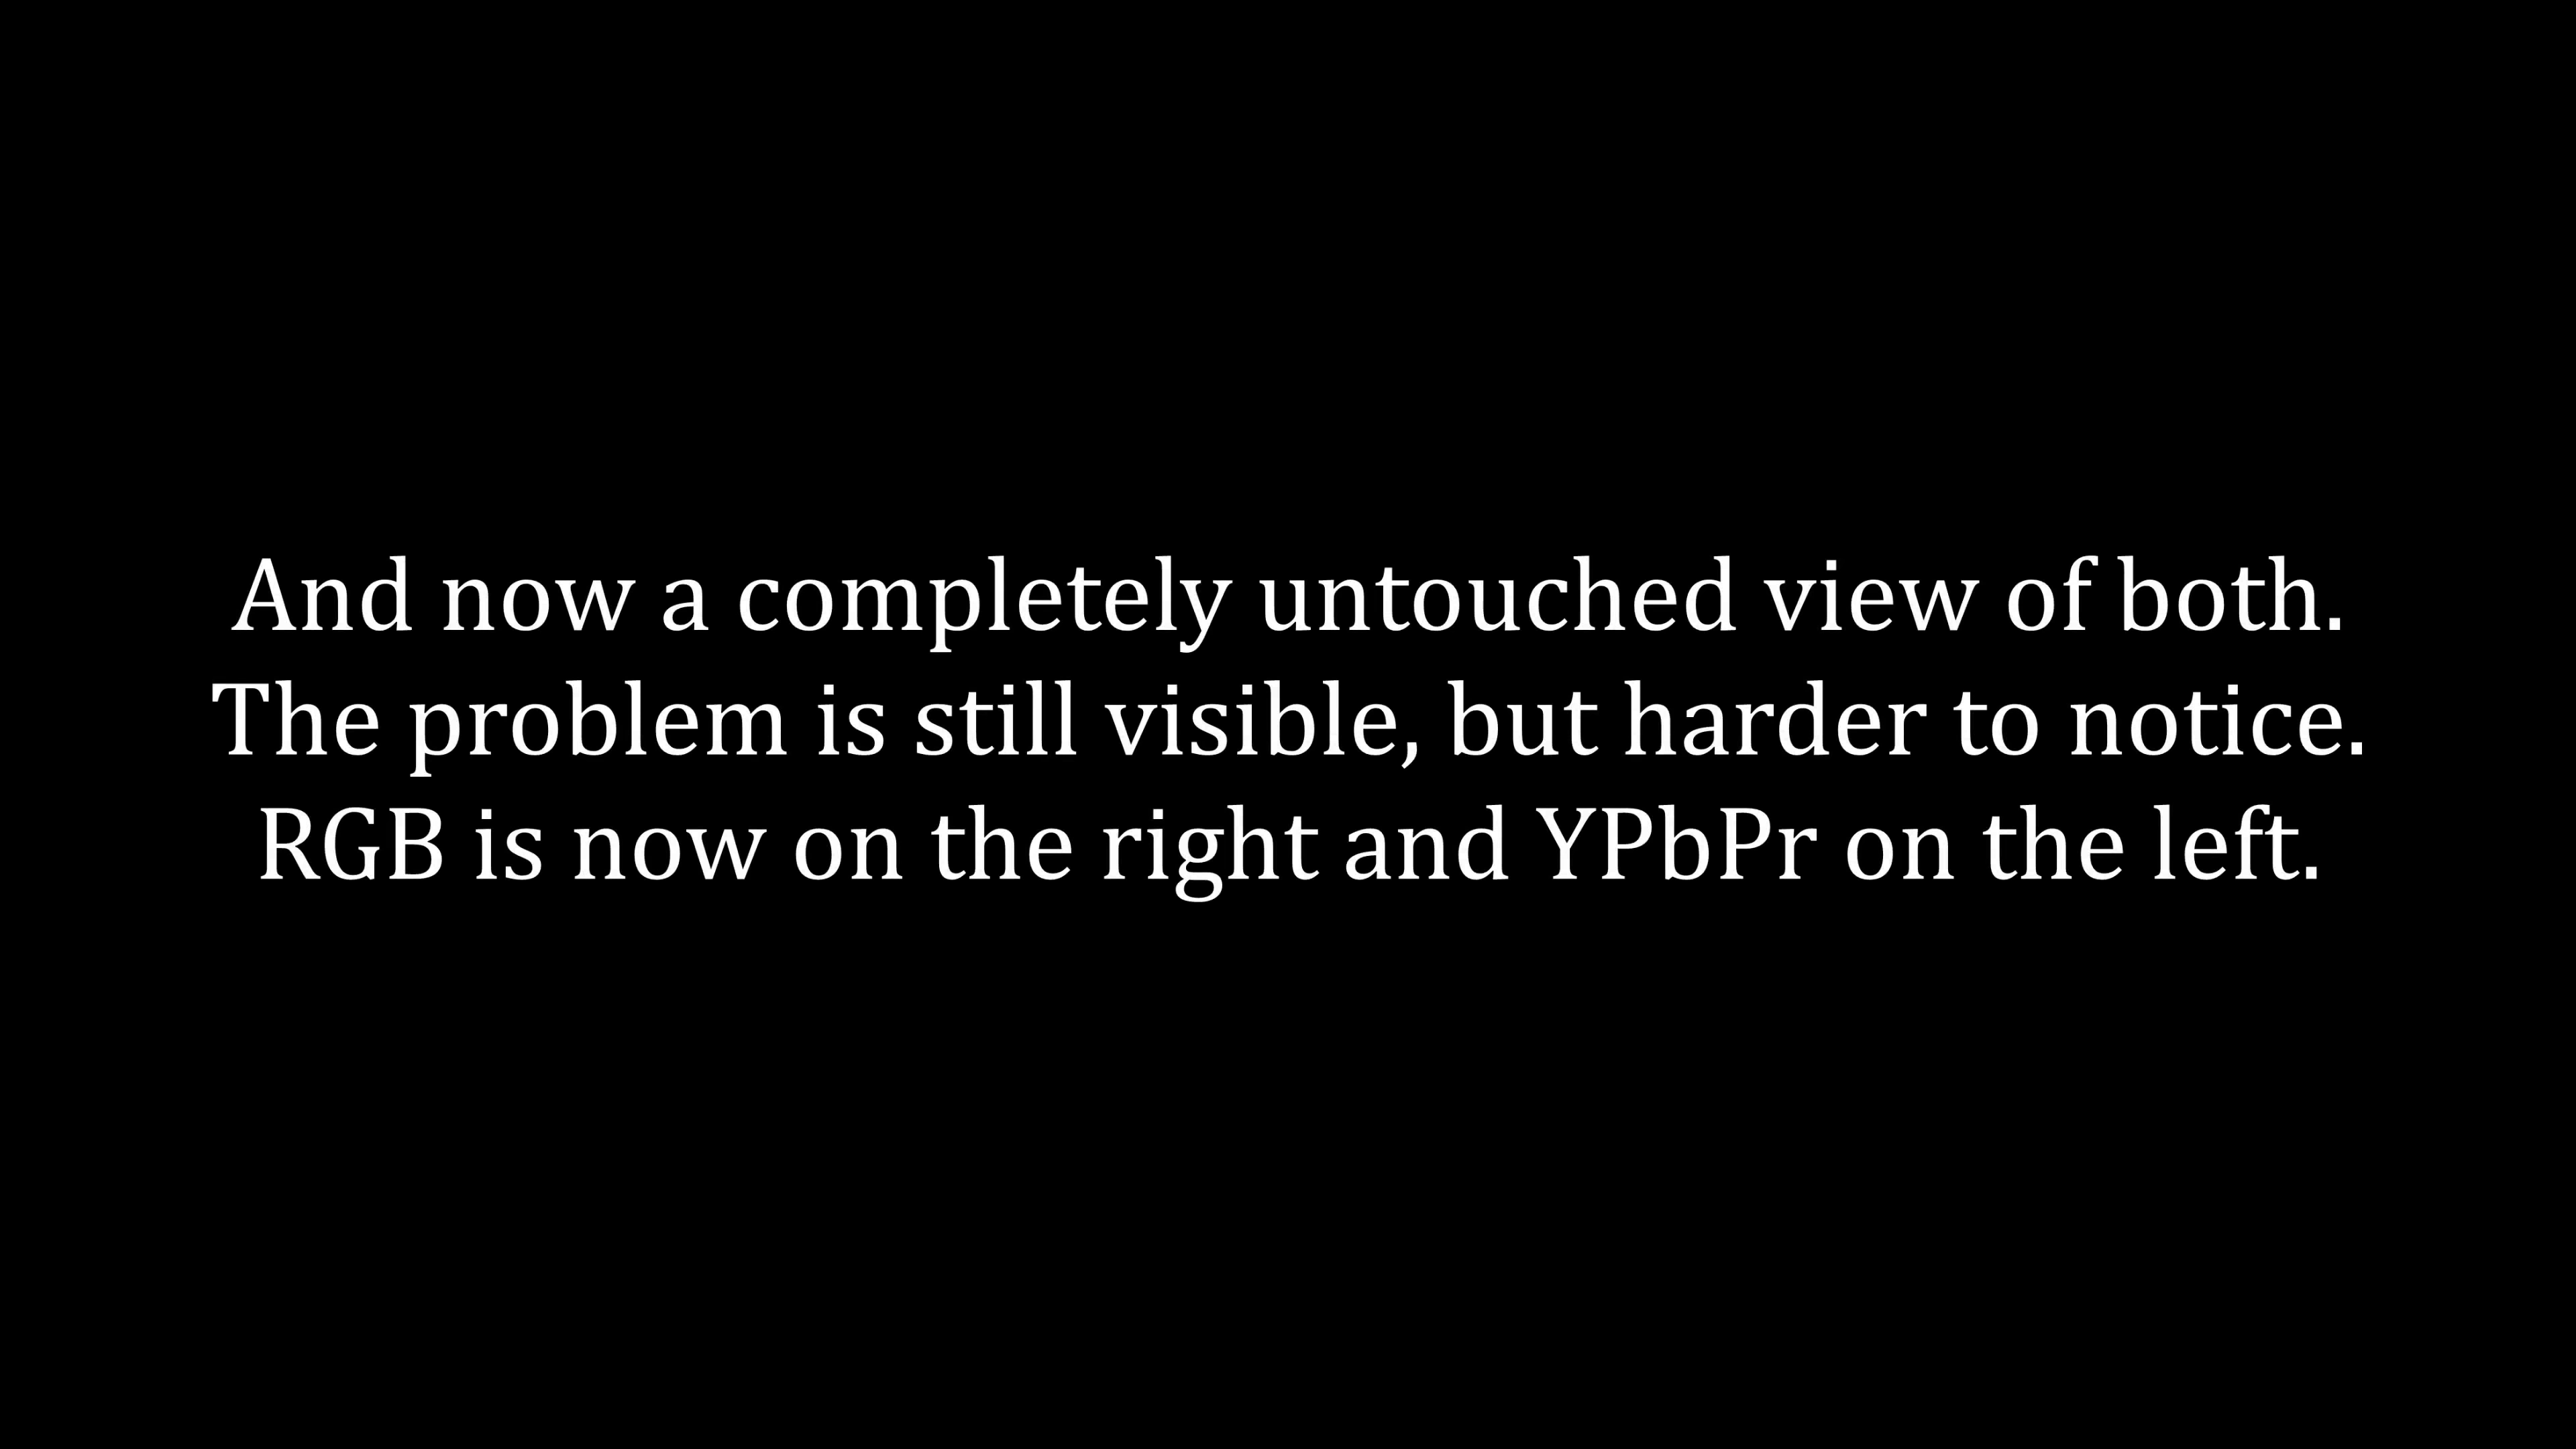 And now a completely untouched view of both.
The problem is still visible, but harder to notice.
RGB is now on the right and YPbPr on the left.